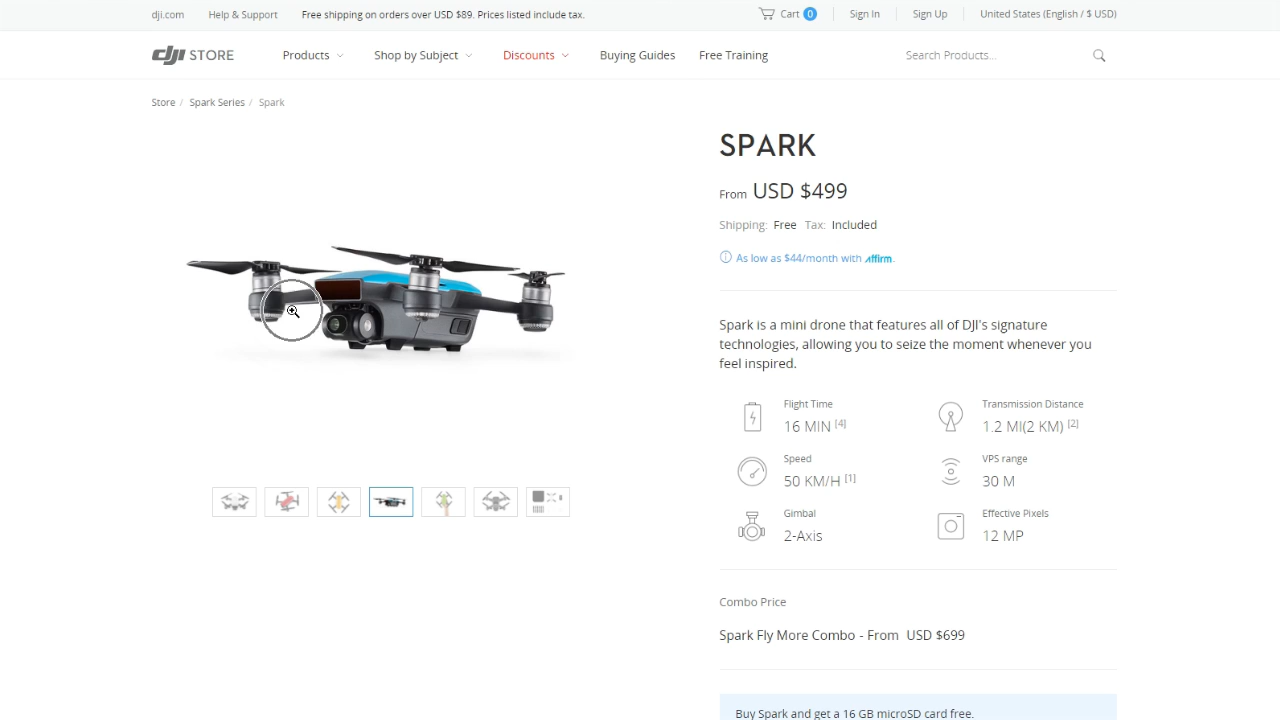 dji.com Help & Support Free shipping on orders over USD $89. Prices listed include tax. Cart 0 Sign In Sign Up United States (English / $ USD)
dji STORE Products Shop by Subject Discounts Buying Guides Free Training Search Products...
Store / Spark Series / Spark
SPARK
From USD $499
Shipping: Free Tax: Included
As low as $44/month with affirm.
Spark is a mini drone that features all of DJI's signature
technologies, allowing you to seize the moment whenever you
feel inspired.
Flight Time
16 MIN [4]
Transmission Distance
1.2 MI(2 KM) [2]
Speed
50 KM/H [1]
VPS range
30 M
Gimbal
2-Axis
Effective Pixels
12 MP
Combo Price
Spark Fly More Combo - From USD $699
Buy Spark and get a 16 GB microSD card free.